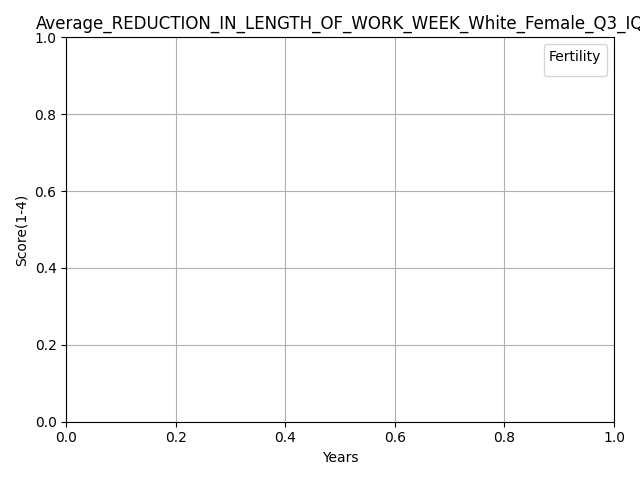 Average_REDUCTION_IN_LENGTH_OF_WORK_WEEK_White_Female_Q3_IQ
Fertility
1.0
0.8
0.6
0.4
0.2
0.0
Score(1-4)
0.0 0.2 0.4 0.6 0.8 1.0
Years